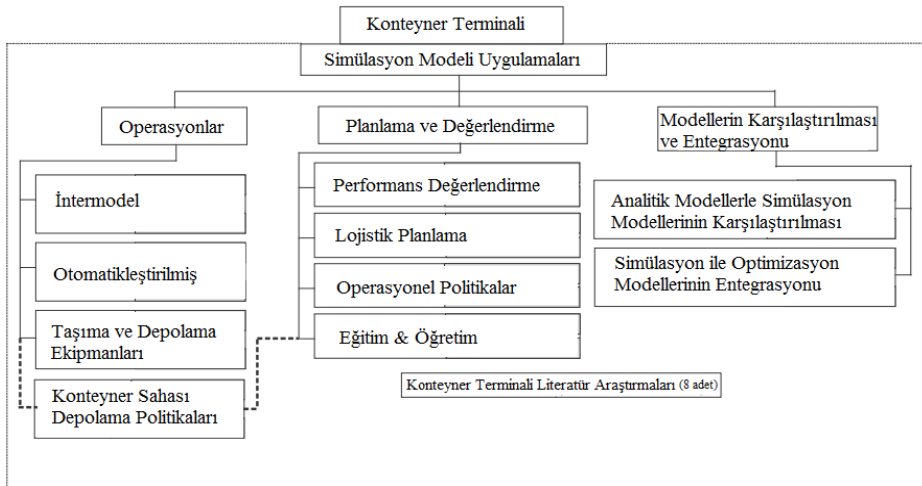 Konteyner Terminali
Simülasyon Modeli Uygulamaları
Operasyonlar
İntermodel
Otomatikleştirilmiş
Taşıma ve Depolama
Ekipmanları
Konteyner Sahası
Depolama Politikaları
Planlama ve Değerlendirme
Performans Değerlendirme
Lojistik Planlama
Operasyonel Politikalar
Eğitim & Öğretim
Modellerin Karşılaştırılması
ve Entegrasyonu
Analitik Modellerle Simülasyon
Modellerinin Karşılaştırılması
Simülasyon ile Optimizasyon
Modellerinin Entegrasyonu
Konteyner Terminali Literatür Araştırmaları (8 adet)